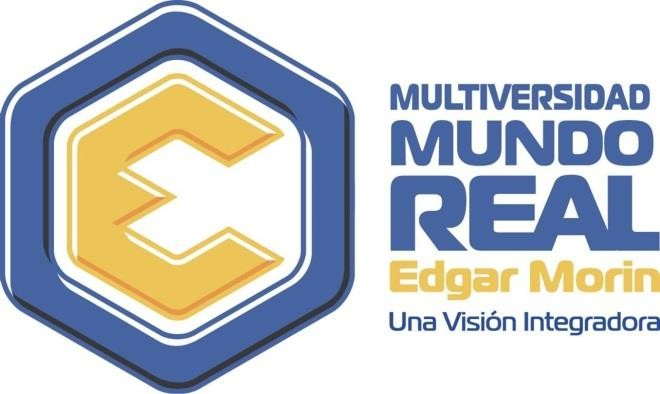 MULTIVERSIDAD
MUNDO
REAL
Edgar Morin
Una Visión Integradora